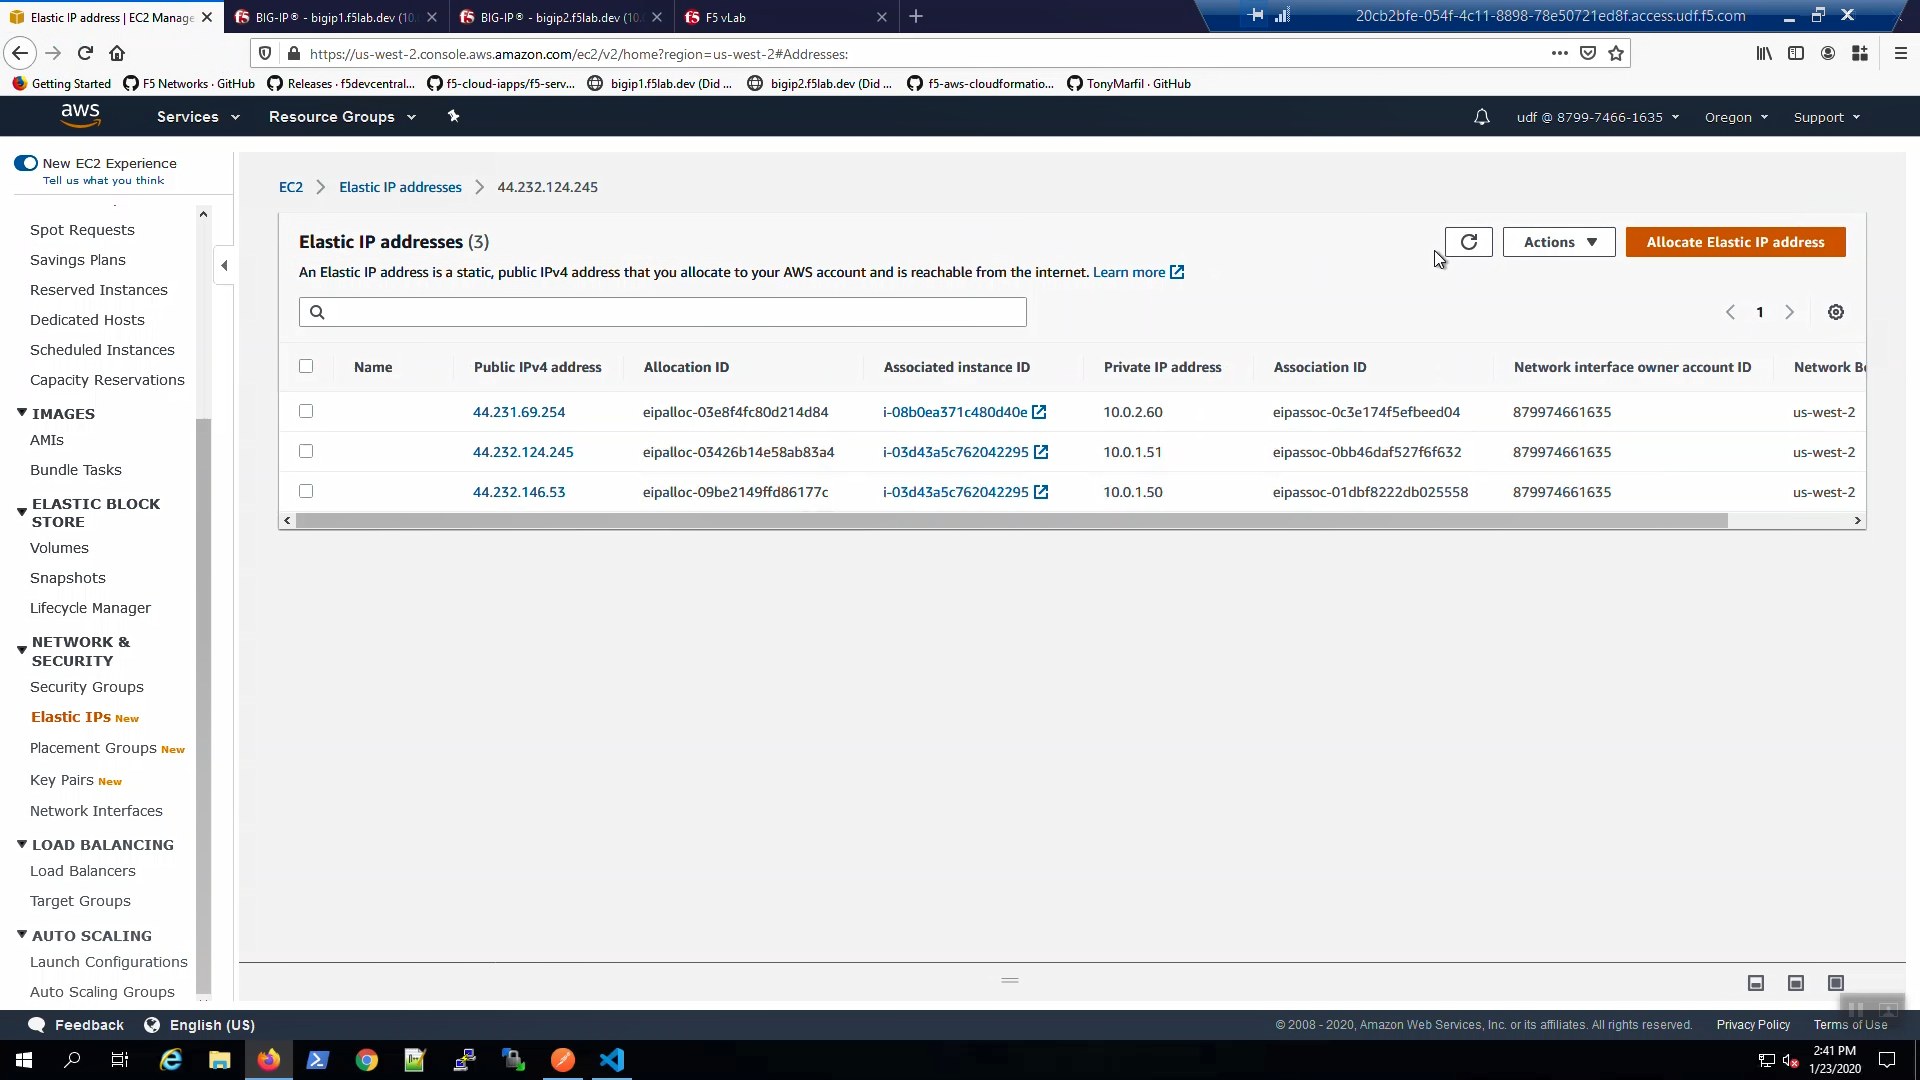 Elastic IP address | EC2 Manage
BIG-IP® - bigip1.f5lab.dev (10.
BIG-IP® - bigip2.f5lab.dev (10.
F5 vLab
20cb2bfe-054f-4c11-8898-78e50721ed8f.access.udf.f5.com
https://us-west-2.console.aws.amazon.com/ec2/v2/home?region=us-west-2#Addresses:
Getting Started
F5 Networks · GitHub
Releases · f5devcentral...
f5-cloud-iapps/f5-serv...
bigip1.f5lab.dev (Did ...
bigip2.f5lab.dev (Did ...
f5-aws-cloudformatio...
TonyMarfil · GitHub
aws
Services
Resource Groups
udf @ 8799-7466-1635
Oregon
Support
New EC2 Experience
Tell us what you think
Spot Requests
Savings Plans
Reserved Instances
Dedicated Hosts
Scheduled Instances
Capacity Reservations
IMAGES
AMIs
Bundle Tasks
ELASTIC BLOCK
STORE
Volumes
Snapshots
Lifecycle Manager
NETWORK &
SECURITY
Security Groups
Elastic IPs New
Placement Groups New
Key Pairs New
Network Interfaces
LOAD BALANCING
Load Balancers
Target Groups
AUTO SCALING
Launch Configurations
Auto Scaling Groups
EC2 > Elastic IP addresses > 44.232.124.245
Elastic IP addresses (3)
Actions
Allocate Elastic IP address
An Elastic IP address is a static, public IPv4 address that you allocate to your AWS account and is reachable from the internet. Learn more
1
Name Public IPv4 address Allocation ID Associated instance ID Private IP address Association ID Network interface owner account ID Network Bo
44.231.69.254 eipalloc-03e8f4fc80d214d84 i-08b0ea371c480d40e 10.0.2.60 eipassoc-0c3e174f5efbeed04 879974661635 us-west-2
44.232.124.245 eipalloc-03426b14e58ab83a4 i-03d43a5c762042295 10.0.1.51 eipassoc-0bb46daf527f6f632 879974661635 us-west-2
44.232.146.53 eipalloc-09be2149ffd86177c i-03d43a5c762042295 10.0.1.50 eipassoc-01dbf8222db025558 879974661635 us-west-2
Feedback
English (US)
© 2008 - 2020, Amazon Web Services, Inc. or its affiliates. All rights reserved.
Privacy Policy
Terms of Use
2:41 PM
1/23/2020